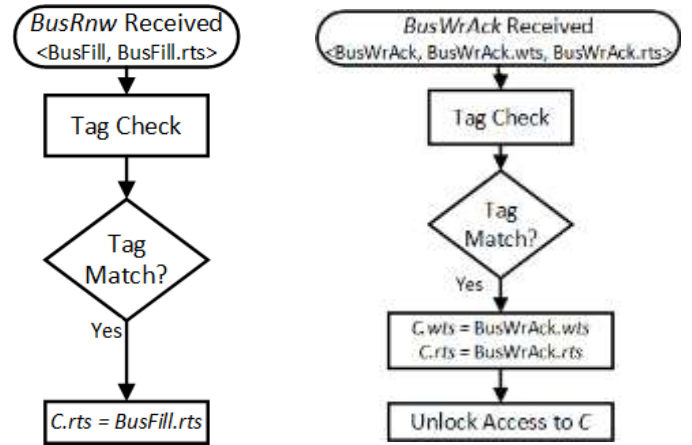 BusRnw Received
<BusFill, BusFill.rts>
Tag Check
Tag
Match?
Yes
C.rts = BusFill.rts
BusWrAck Received
<BusWrAck, BusWrAck.wts, BusWrAck.rts>
Tag Check
Tag
Match?
Yes
C.wts = BusWrAck.wts
C.rts = BusWrAck.rts
Unlock Access to C